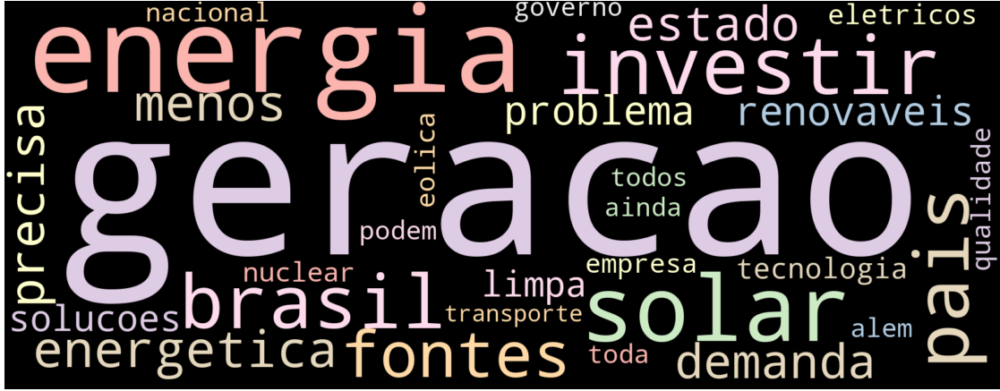 nacional
governo
eletricos
energia
estado
investir
menos
problema
renovaveis
precisa
geracao
eolica
todos
ainda
podem
qualidade
pais
nuclear
empresa
tecnologia
brasil
limpa
solar
solucoes
transporte
alem
energetica
fontes
toda
demanda